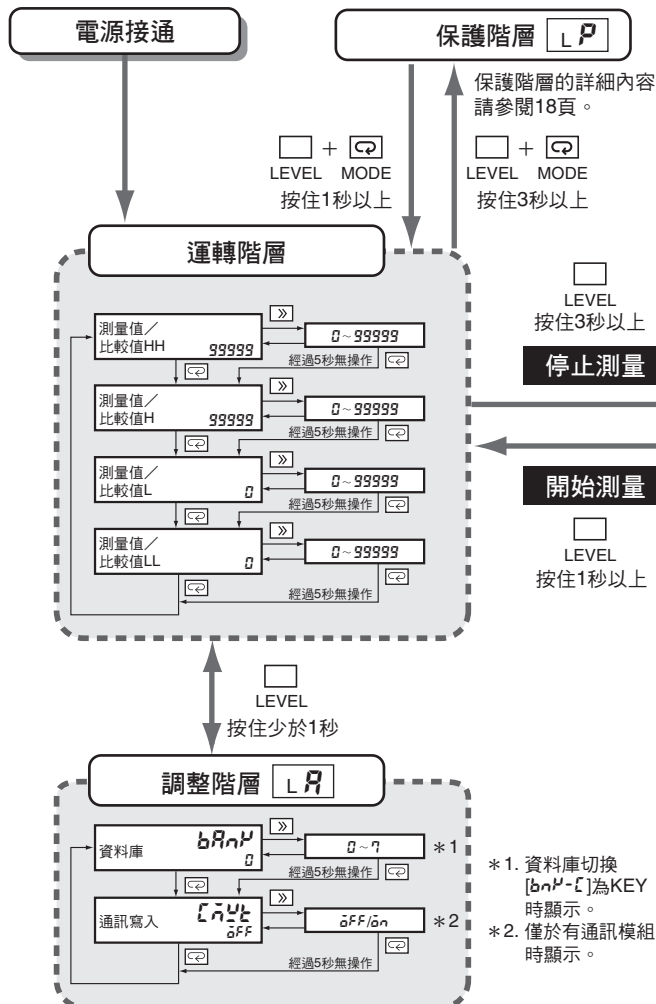 電源接通
保護階層 L P
保護階層的詳細內容
請參閱18頁。
＋
LEVEL MODE
按住1秒以上
＋
LEVEL MODE
按住3秒以上
運轉階層
測量值／
比較值HH 99999
0~99999
經過5秒無操作
測量值／
比較值H 99999
0~99999
經過5秒無操作
測量值／
比較值L 0
0~99999
經過5秒無操作
測量值／
比較值LL 0
0~99999
經過5秒無操作
LEVEL
按住3秒以上
停止測量
開始測量
LEVEL
按住1秒以上
LEVEL
按住少於1秒
調整階層 L A
資料庫 bAnK
0
0~7 ＊1
經過5秒無操作
通訊寫入 CMWt
oFF
oFF/on ＊2
經過5秒無操作
＊1. 資料庫切換
[bnK-C]為KEY
時顯示。
＊2. 僅於有通訊模組
時顯示。